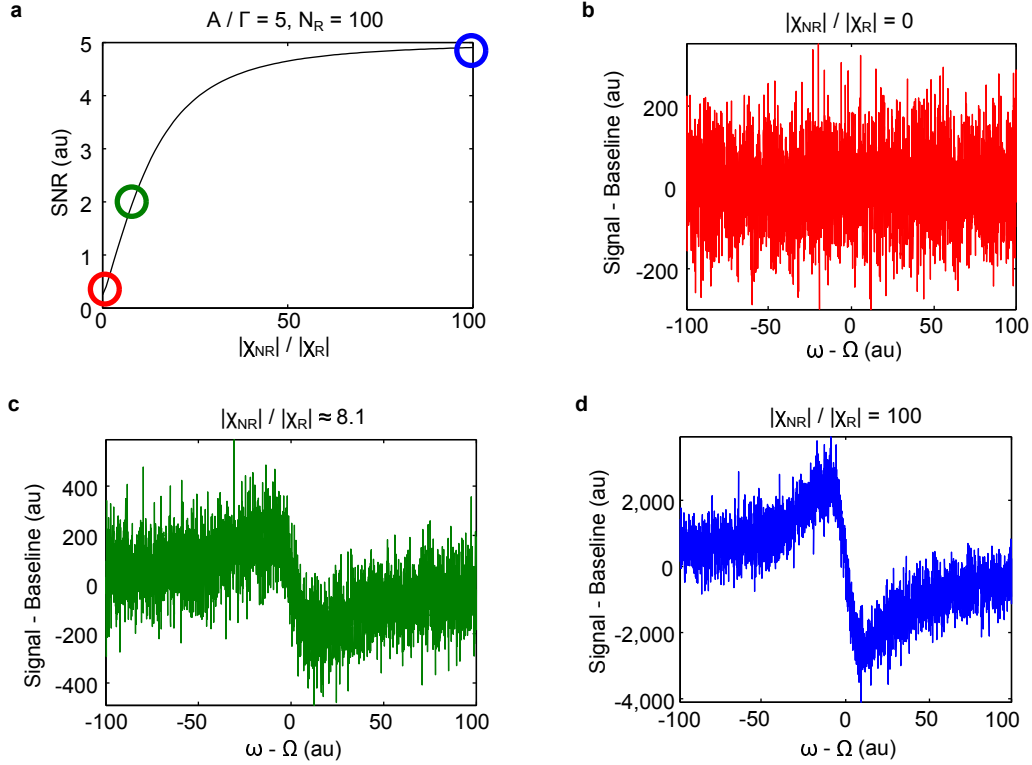 a
A / Γ = 5, N_R = 100
5
4
3
2
1
0
SNR (au)
0
50
100
|χ_NR| / |χ_R|
b
|χ_NR| / |χ_R| = 0
200
0
-200
Signal - Baseline (au)
-100
-50
0
50
100
ω - Ω (au)
c
|χ_NR| / |χ_R| ≈ 8.1
400
200
0
-200
-400
Signal - Baseline (au)
-100
-50
0
50
100
ω - Ω (au)
d
|χ_NR| / |χ_R| = 100
2,000
0
-2,000
-4,000
Signal - Baseline (au)
-100
-50
0
50
100
ω - Ω (au)